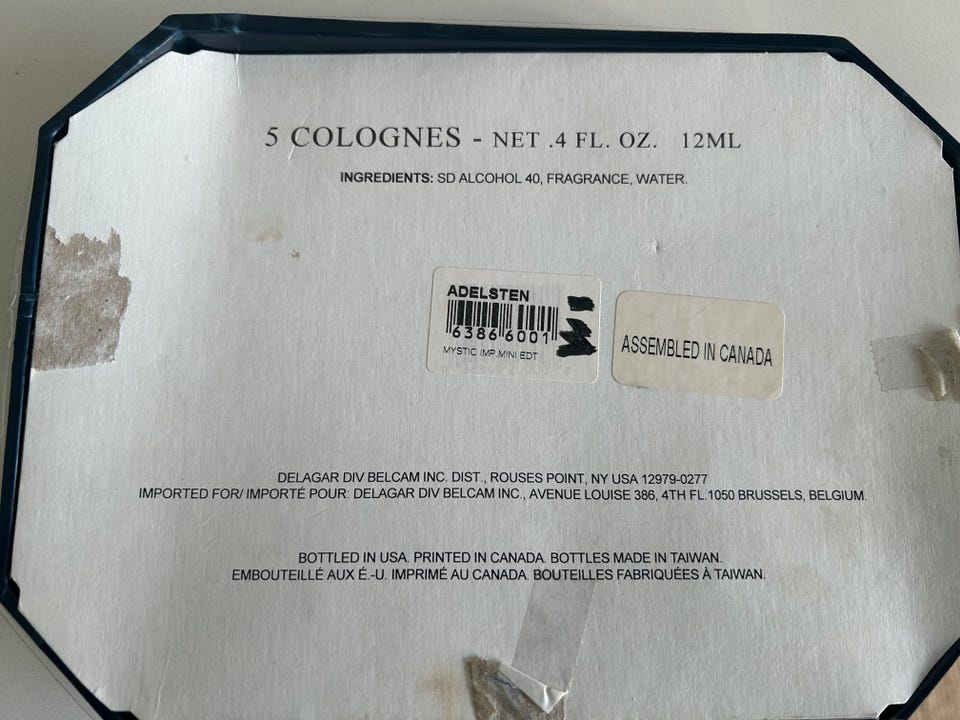 5 COLOGNES - NET .4 FL. OZ. 12ML
INGREDIENTS: SD ALCOHOL 40, FRAGRANCE, WATER.
ADELSTEN
63866001
MYSTIC IMP.MINI EDT
ASSEMBLED IN CANADA
DELAGAR DIV BELCAM INC. DIST., ROUSES POINT, NY USA 12979-0277
IMPORTED FOR/ IMPORTÉ POUR: DELAGAR DIV BELCAM INC., AVENUE LOUISE 386, 4TH FL.1050 BRUSSELS, BELGIUM.
BOTTLED IN USA. PRINTED IN CANADA. BOTTLES MADE IN TAIWAN.
EMBOUTEILLÉ AUX É.-U. IMPRIMÉ AU CANADA. BOUTEILLES FABRIQUÉES À TAIWAN.